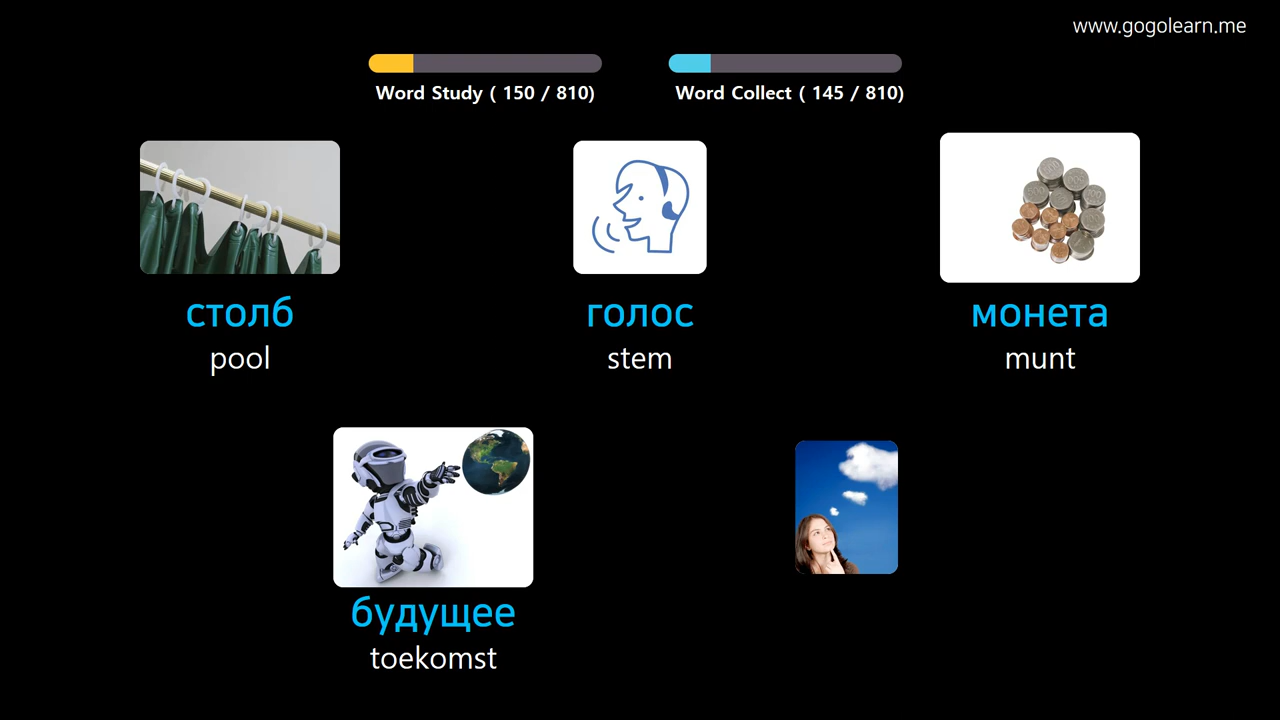 www.gogolearn.me
Word Study ( 150 / 810)
Word Collect ( 145 / 810)
столб
pool
голос
stem
монета
munt
будущее
toekomst